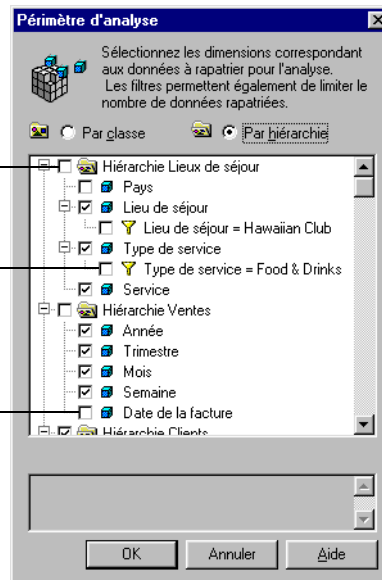 Périmètre d'analyse
Sélectionnez les dimensions correspondant
aux données à rapatrier pour l'analyse.
Les filtres permettent également de limiter le
nombre de données rapatriées.
Par classe
Par hiérarchie
Hiérarchie Lieux de séjour
Pays
Lieu de séjour
Lieu de séjour = Hawaiian Club
Type de service
Type de service = Food & Drinks
Service
Hiérarchie Ventes
Année
Trimestre
Mois
Semaine
Date de la facture
Hiérarchie Clients
OK
Annuler
Aide